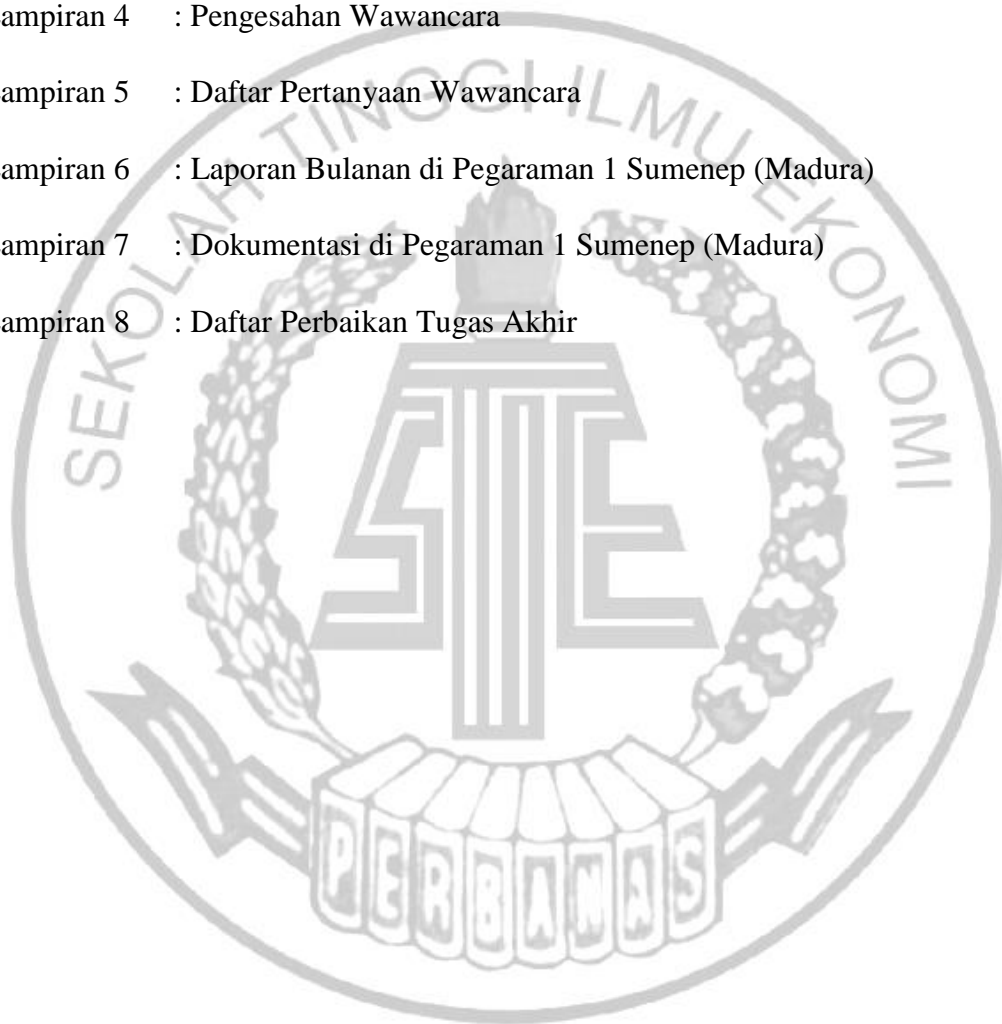 ampiran 4 : Pengesahan Wawancara
ampiran 5 : Daftar Pertanyaan Wawancara
ampiran 6 : Laporan Bulanan di Pegaraman 1 Sumenep (Madura)
ampiran 7 : Dokumentasi di Pegaraman 1 Sumenep (Madura)
ampiran 8 : Daftar Perbaikan Tugas Akhir
SEKOLAH TINGGI ILMU EKONOMI
STIE
PERBANAS